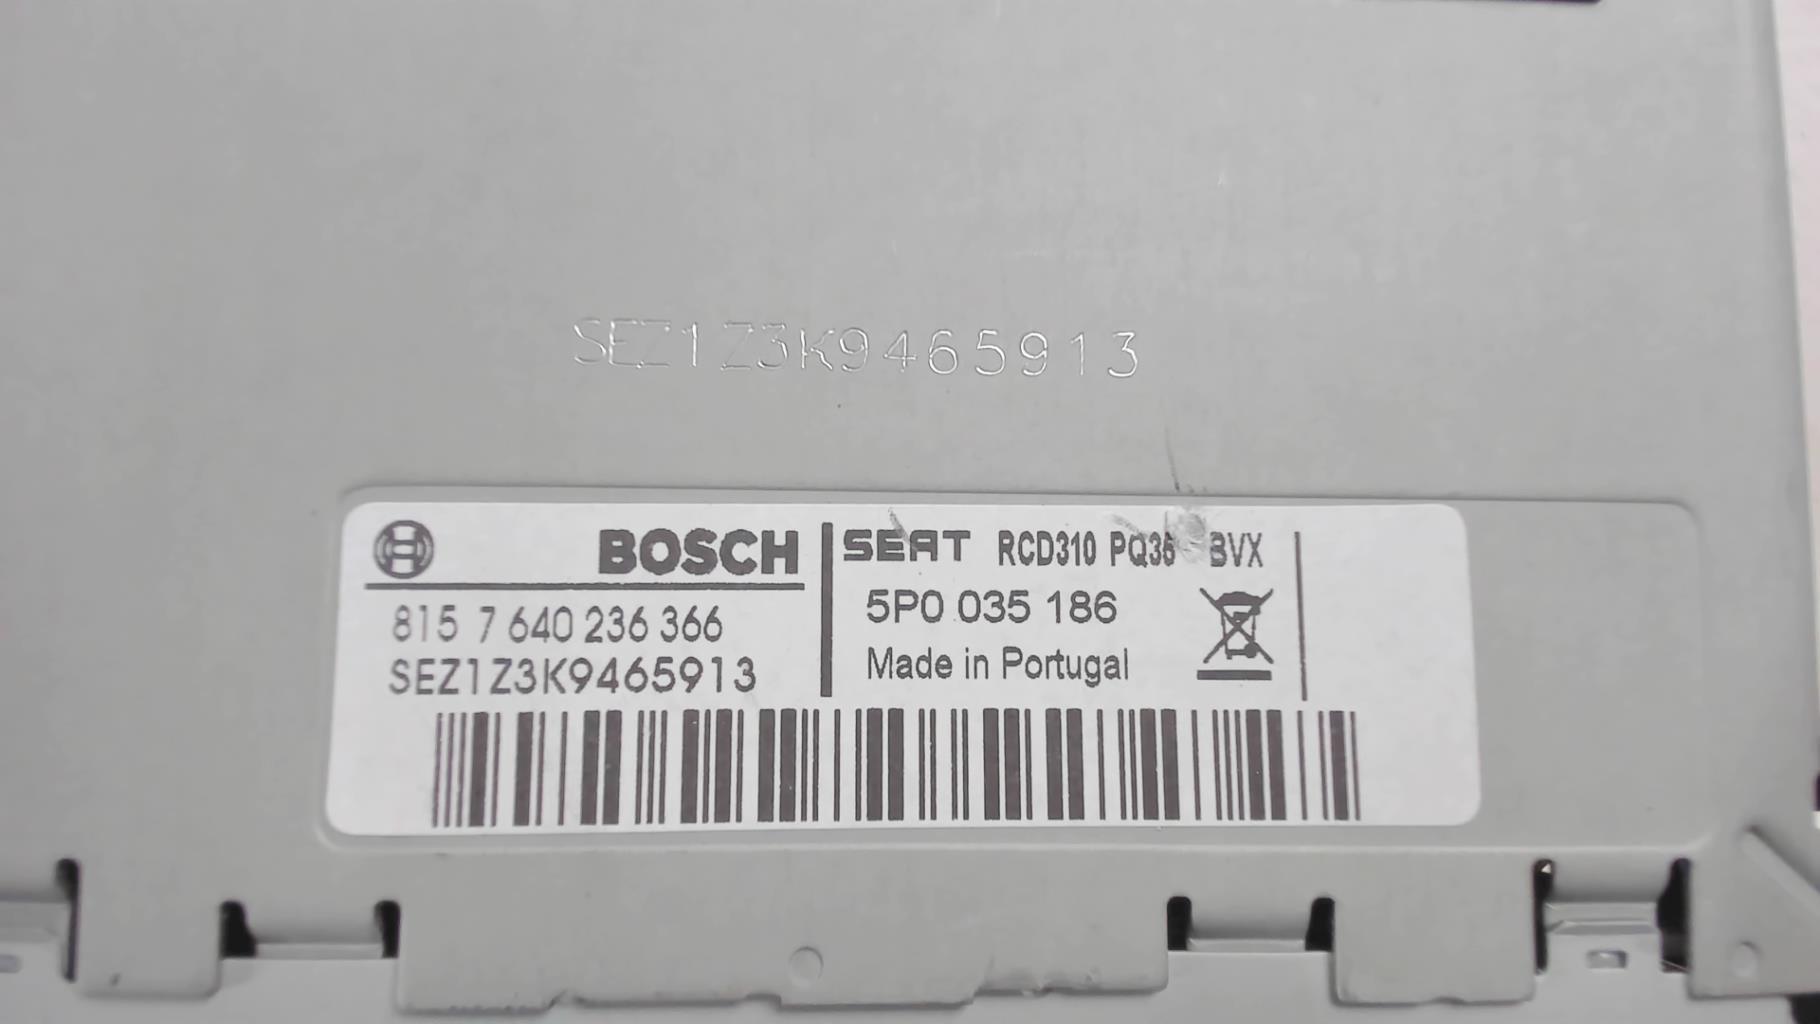 SEZ1Z3K9465913
BOSCH
815 7 640 236 366
SEZ1Z3K9465913
SEAT RCD310 PQ35 BVX
5P0 035 186
Made in Portugal